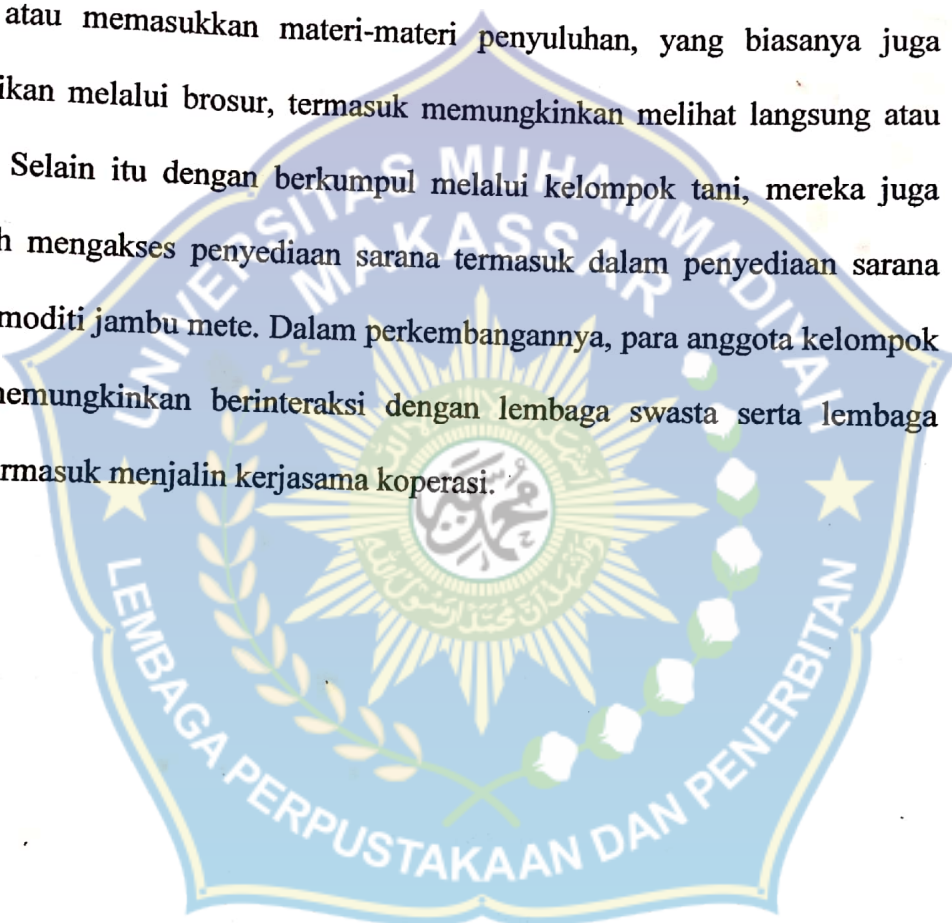 atau memasukkan materi-materi penyuluhan, yang biasanya juga
ikan melalui brosur, termasuk memungkinkan melihat langsung atau
Selain itu dengan berkumpul melalui kelompok tani, mereka juga
h mengakses penyediaan sarana termasuk dalam penyediaan sarana
moditi jambu mete. Dalam perkembangannya, para anggota kelompok
nemungkinkan berinteraksi dengan lembaga swasta serta lembaga
rmasuk menjalin kerjasama koperasi.
UNIVERSITAS MUHAMMADIYAH
MAKASSAR
LEMBAGA PERPUSTAKAAN DAN PENERBITAN